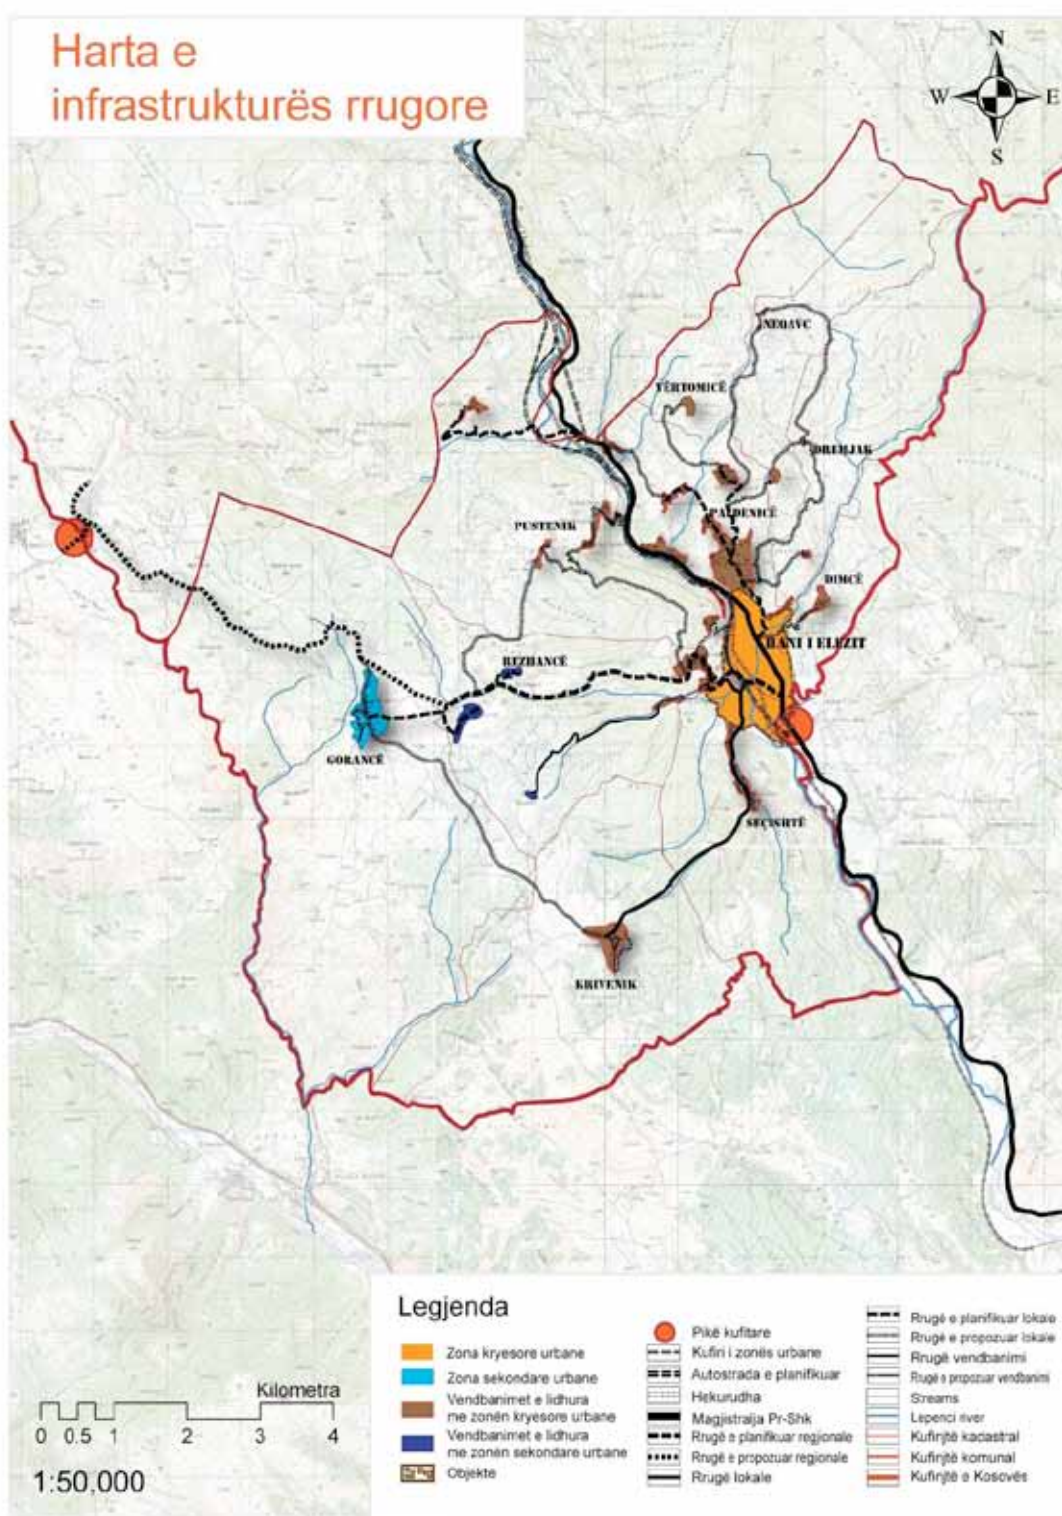 Harta e
infrastrukturës rrugore
N
W E
S
NEDAVC
VËRTOMICË
DREMJAK
PALDENICË
PUSTENIK
DIMCË
HANI I ELEZIT
REZHANCË
GORANCË
SEÇISHTË
KRIVENIK
Legjenda
Zona kryesore urbane
Zona sekondare urbane
Vendbanimet e lidhura
me zonën kryesore urbane
Vendbanimet e lidhura
me zonën sekondare urbane
Objekte
Pikë kufitare
Kufiri i zonës urbane
Autostrada e planifikuar
Hekurudha
Magjistralja Pr-Shk
Rrugë e planifikuar regjionale
Rrugë e propozuar regionale
Rrugë lokale
Rrugë e planifikuar lokale
Rrugë e propozuar lokale
Rrugë vendbanimi
Rrugë e propozuar vendbanimi
Streams
Lepenci river
Kufinjtë kadastral
Kufinjtë komunal
Kufinjtë e Kosovës
Kilometra
0 0.5 1 2 3 4
1:50,000